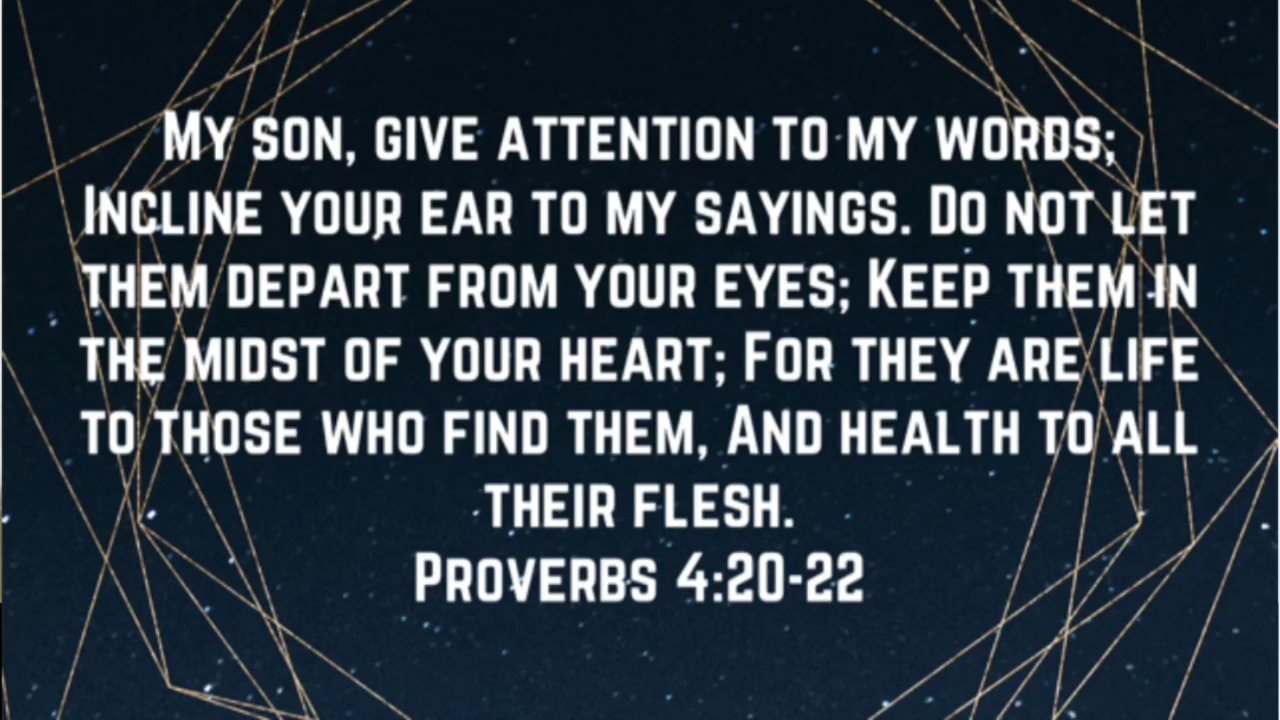 My son, give attention to my words;
Incline your ear to my sayings. Do not let
them depart from your eyes; Keep them in
the midst of your heart; For they are life
to those who find them, And health to all
their flesh.
Proverbs 4:20-22